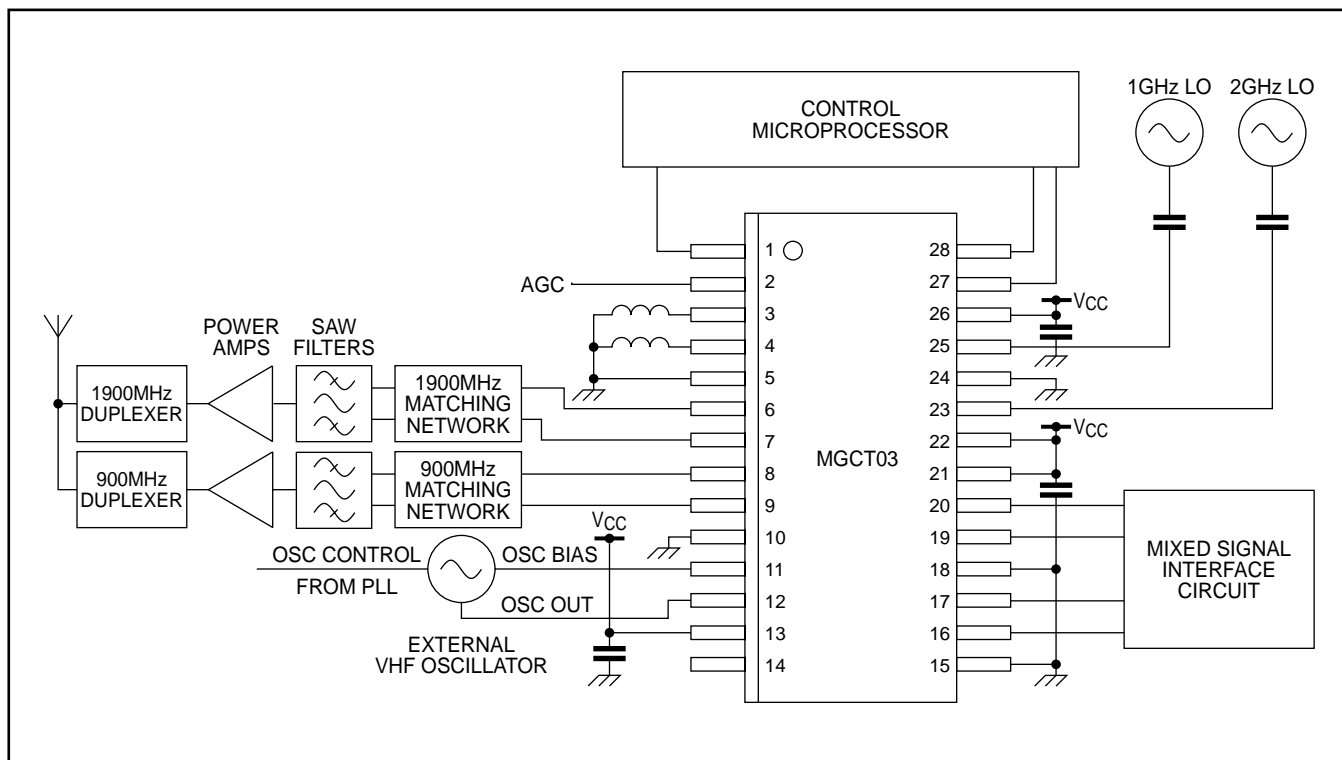 CONTROL
MICROPROCESSOR
1GHz LO
2GHz LO
AGC
POWER
AMPS
SAW
FILTERS
1900MHz
DUPLEXER
1900MHz
MATCHING
NETWORK
900MHz
DUPLEXER
900MHz
MATCHING
NETWORK
VCC
OSC CONTROL
FROM PLL
OSC BIAS
OSC OUT
EXTERNAL
VHF OSCILLATOR
1
2
3
4
5
6
7
8
9
10
11
12
13
14
MGCT03
28
27
26
25
24
23
22
21
20
19
18
17
16
15
VCC
VCC
MIXED SIGNAL
INTERFACE
CIRCUIT